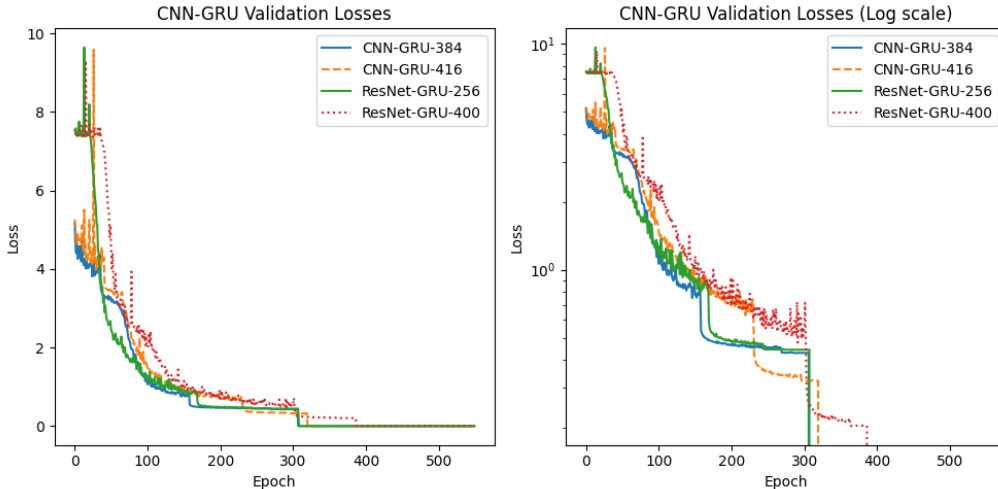 CNN-GRU Validation Losses
10
8
6
4
2
0
Loss
0
100
200
300
400
500
Epoch
CNN-GRU-384
CNN-GRU-416
ResNet-GRU-256
ResNet-GRU-400
CNN-GRU Validation Losses (Log scale)
10¹
10⁰
Loss
0
100
200
300
400
500
Epoch
CNN-GRU-384
CNN-GRU-416
ResNet-GRU-256
ResNet-GRU-400